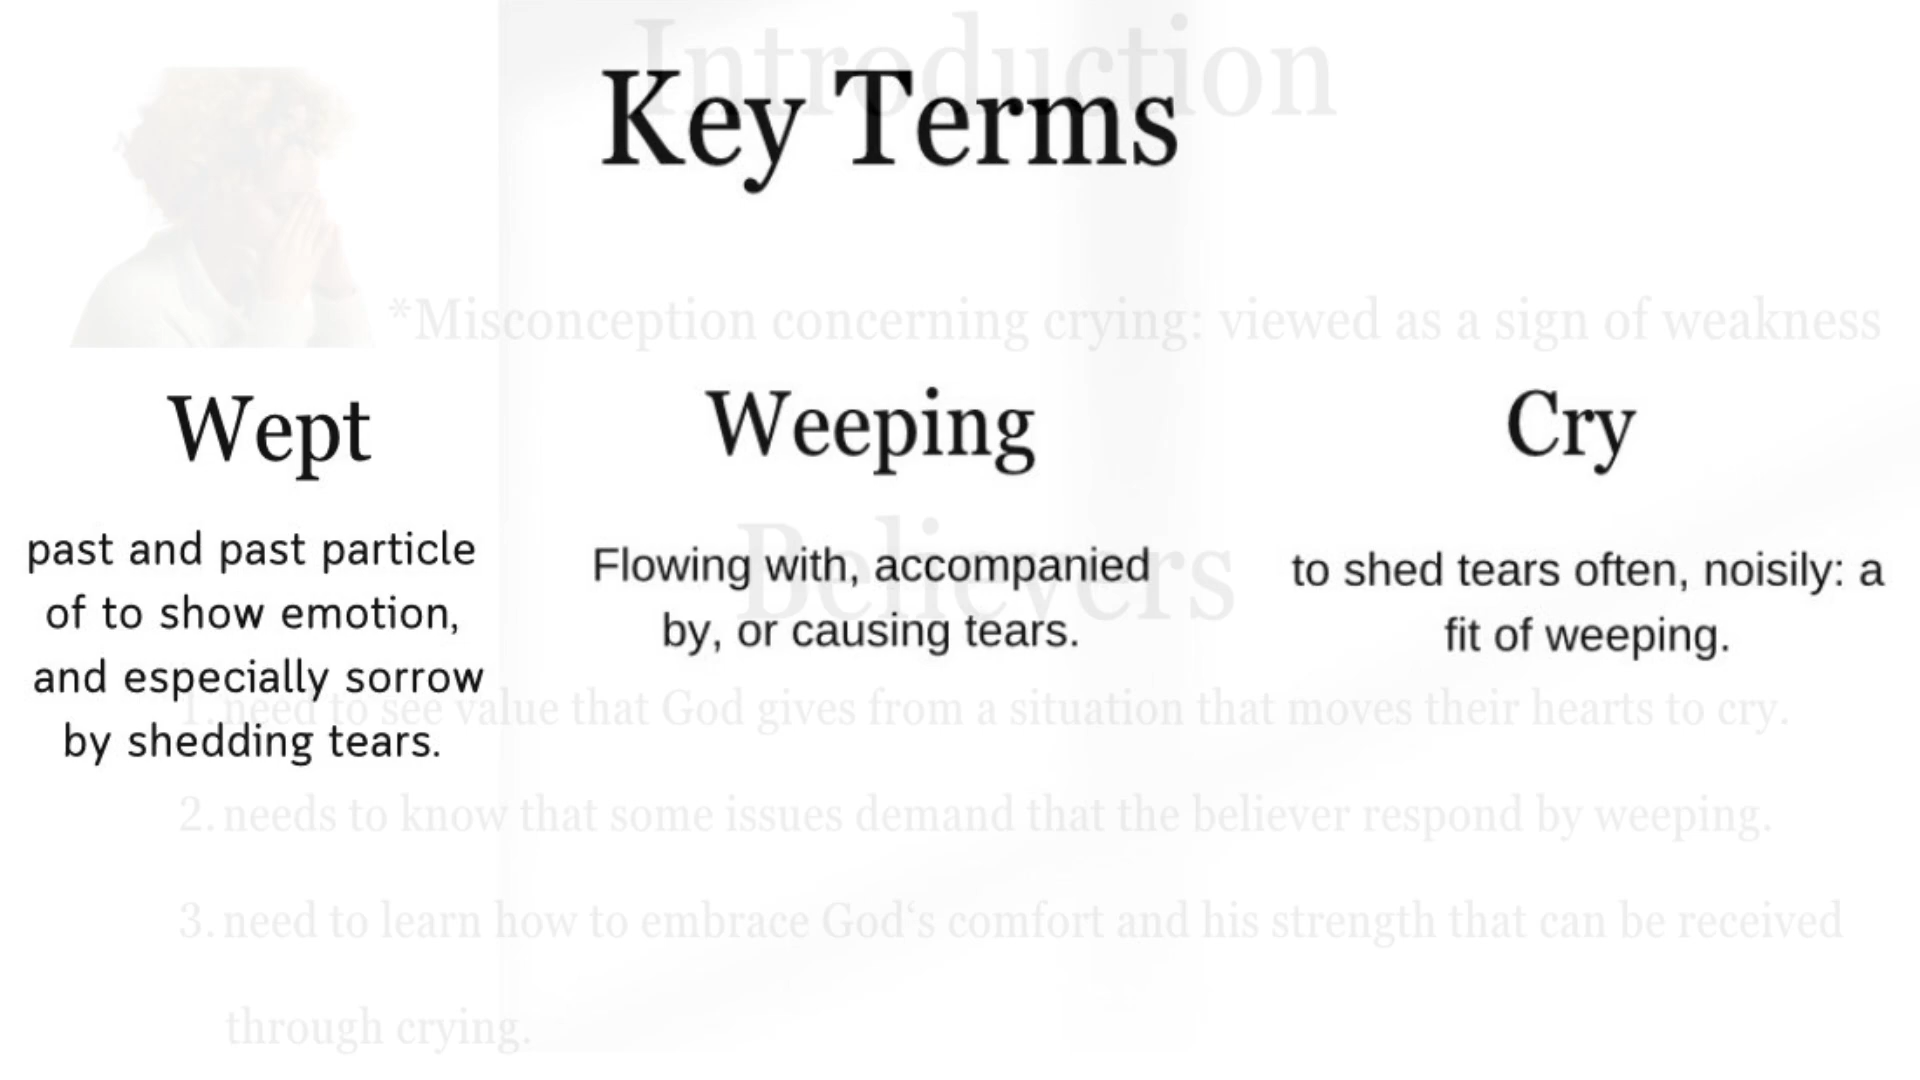 Introduction
Key Terms
*Misconception concerning crying: viewed as a sign of weakness
Wept
past and past particle
of to show emotion,
and especially sorrow
by shedding tears.
Weeping
Flowing with, accompanied
by, or causing tears.
Cry
to shed tears often, noisily: a
fit of weeping.
Believers
1. need to see value that God gives from a situation that moves their hearts to cry.
2. needs to know that some issues demand that the believer respond by weeping.
3. need to learn how to embrace God‘s comfort and his strength that can be received
through crying.